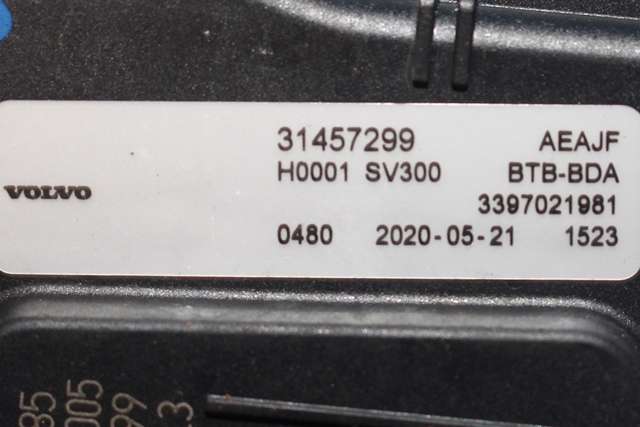 31457299 AEAJF
H0001 SV300 BTB-BDA
VOLVO
3397021981
0480 2020-05-21 1523